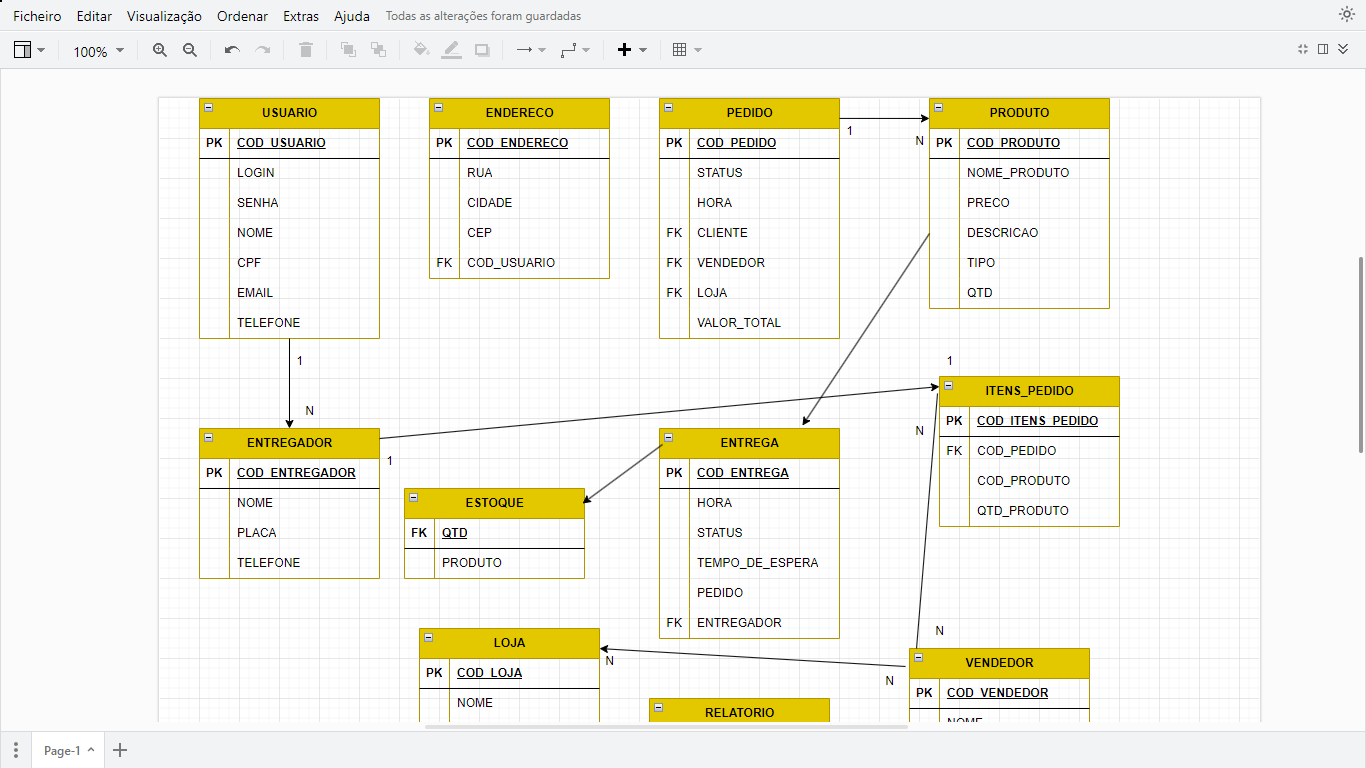 Ficheiro Editar Visualização Ordenar Extras Ajuda Todas as alterações foram guardadas
100%
USUARIO
PK COD_USUARIO
LOGIN
SENHA
NOME
CPF
EMAIL
TELEFONE
ENDERECO
PK COD_ENDERECO
RUA
CIDADE
CEP
FK COD_USUARIO
PEDIDO
PK COD_PEDIDO
STATUS
HORA
FK CLIENTE
FK VENDEDOR
FK LOJA
VALOR_TOTAL
1
N
PRODUTO
PK COD_PRODUTO
NOME_PRODUTO
PRECO
DESCRICAO
TIPO
QTD
1
N
ENTREGADOR
PK COD_ENTREGADOR
NOME
PLACA
TELEFONE
1
ESTOQUE
FK QTD
PRODUTO
ENTREGA
PK COD_ENTREGA
HORA
STATUS
TEMPO_DE_ESPERA
PEDIDO
FK ENTREGADOR
1
N
ITENS_PEDIDO
PK COD_ITENS_PEDIDO
FK COD_PEDIDO
COD_PRODUTO
QTD_PRODUTO
N
LOJA
PK COD_LOJA
NOME
N
N
RELATORIO
VENDEDOR
PK COD_VENDEDOR
NOME
Page-1